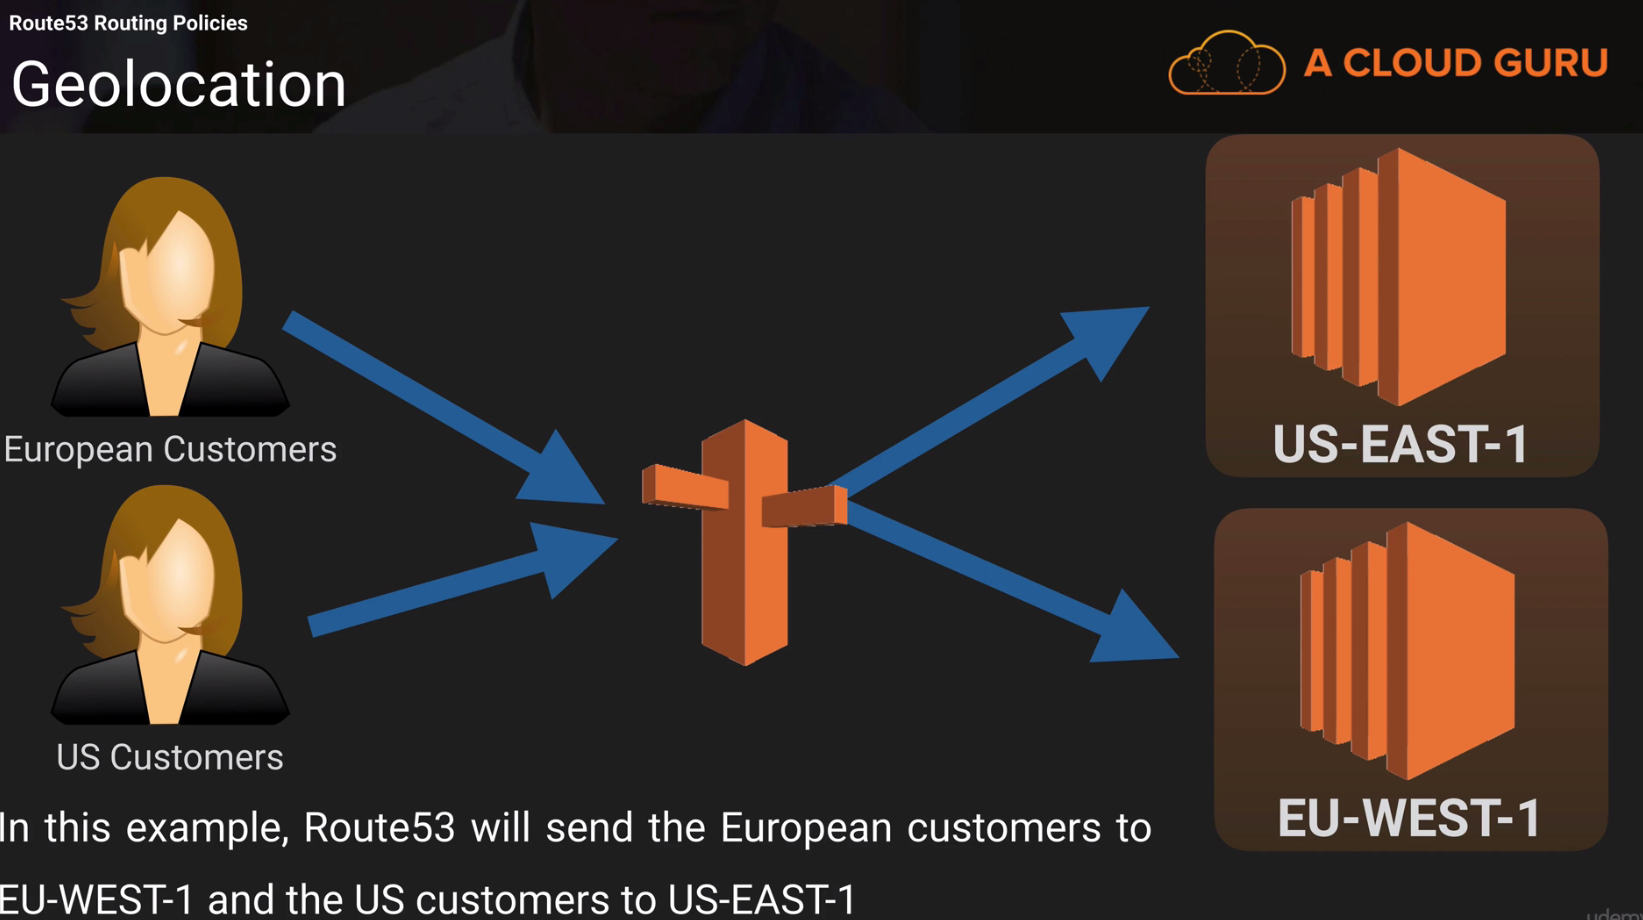 Route53 Routing Policies
Geolocation
A CLOUD GURU
European Customers
US Customers
US-EAST-1
EU-WEST-1
In this example, Route53 will send the European customers to
EU-WEST-1 and the US customers to US-EAST-1